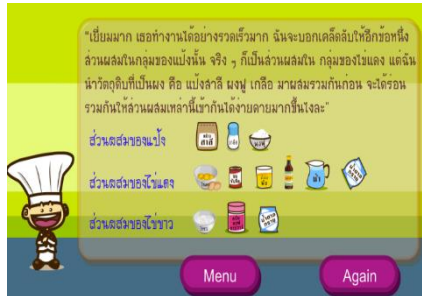 "เยี่ยมมาก เธอทำงานได้อย่างรวดเร็วมาก ฉันจะบอกเคล็ดลับให้อีกข้อหนึ่ง
ส่วนผสมในกลุ่มของแป้งนั้น จริง ๆ ก็เป็นส่วนผสมใน กลุ่มของไข่แดง แต่ฉัน
นำวัตถุดิบที่เป็นผง คือ แป้งสาลี ผงฟู เกลือ มาผสมรวมกันก่อน จะได้ร่อน
รวมกันให้ส่วนผสมเหล่านี้เข้ากันได้ง่ายดายมากขึ้นไงละ"
ส่วนผสมของแป้ง
ส่วนผสมของไข่แดง
ส่วนผสมของไข่ขาว
Menu
Again